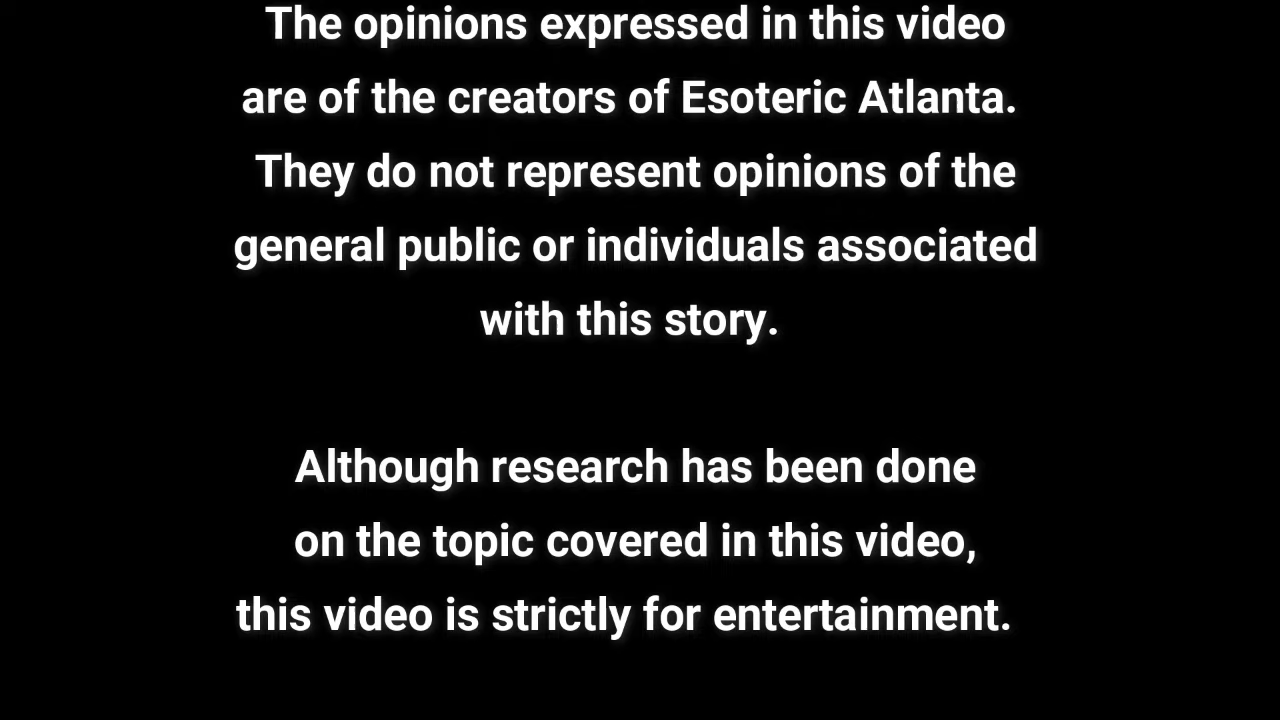 The opinions expressed in this video
are of the creators of Esoteric Atlanta.
They do not represent opinions of the
general public or individuals associated
with this story.
Although research has been done
on the topic covered in this video,
this video is strictly for entertainment.